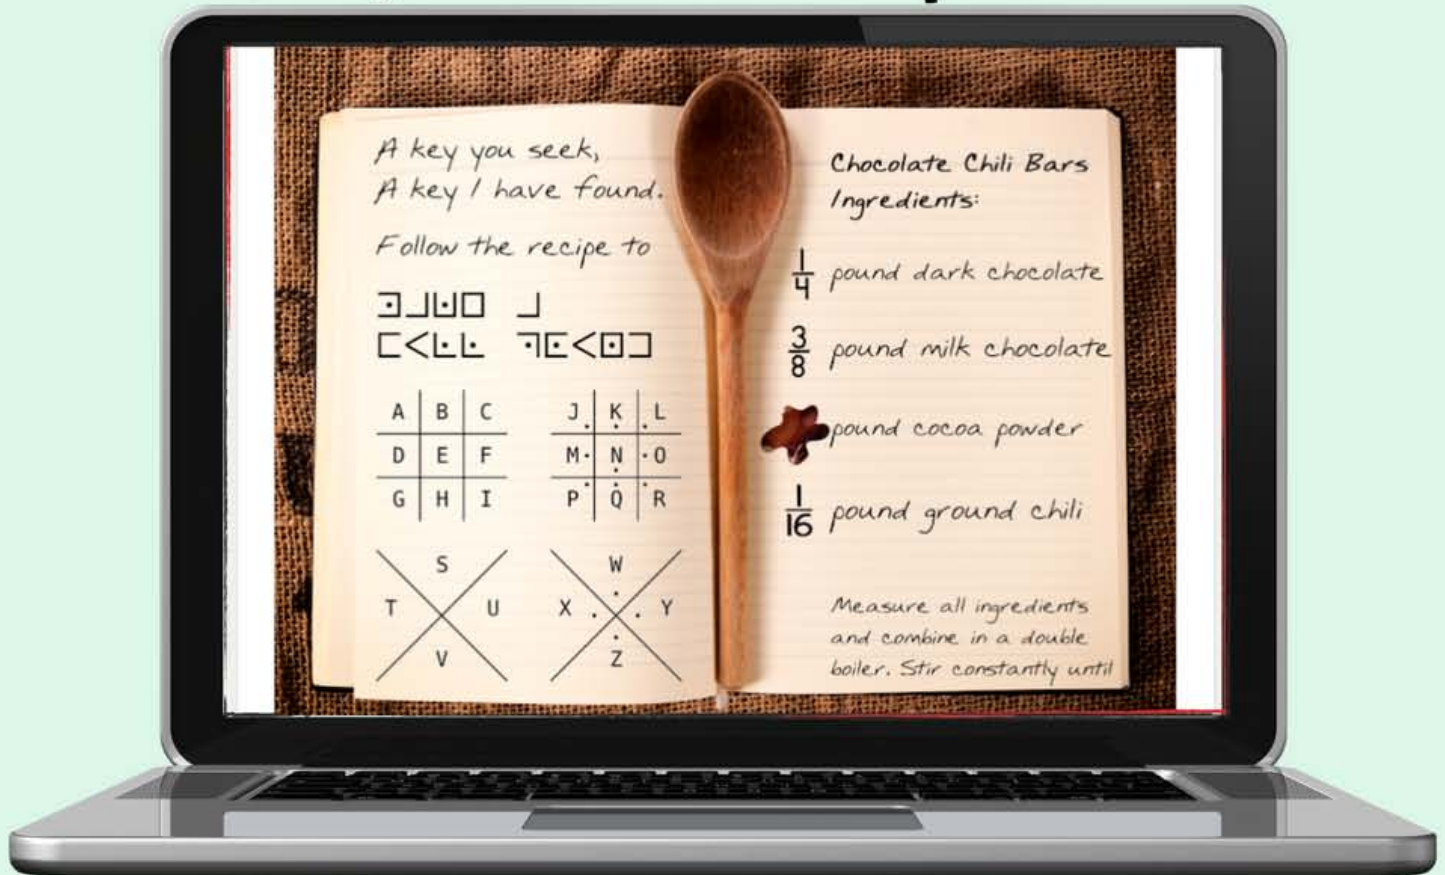 A key you seek,
A key I have found.
Follow the recipe to
A B C
D E F
G H I
J K L
M N O
P Q R
S
T U
V
W
X Y
Z
Chocolate Chili Bars
Ingredients:
1/4 pound dark chocolate
3/8 pound milk chocolate
pound cocoa powder
1/16 pound ground chili
Measure all ingredients
and combine in a double
boiler. Stir constantly until